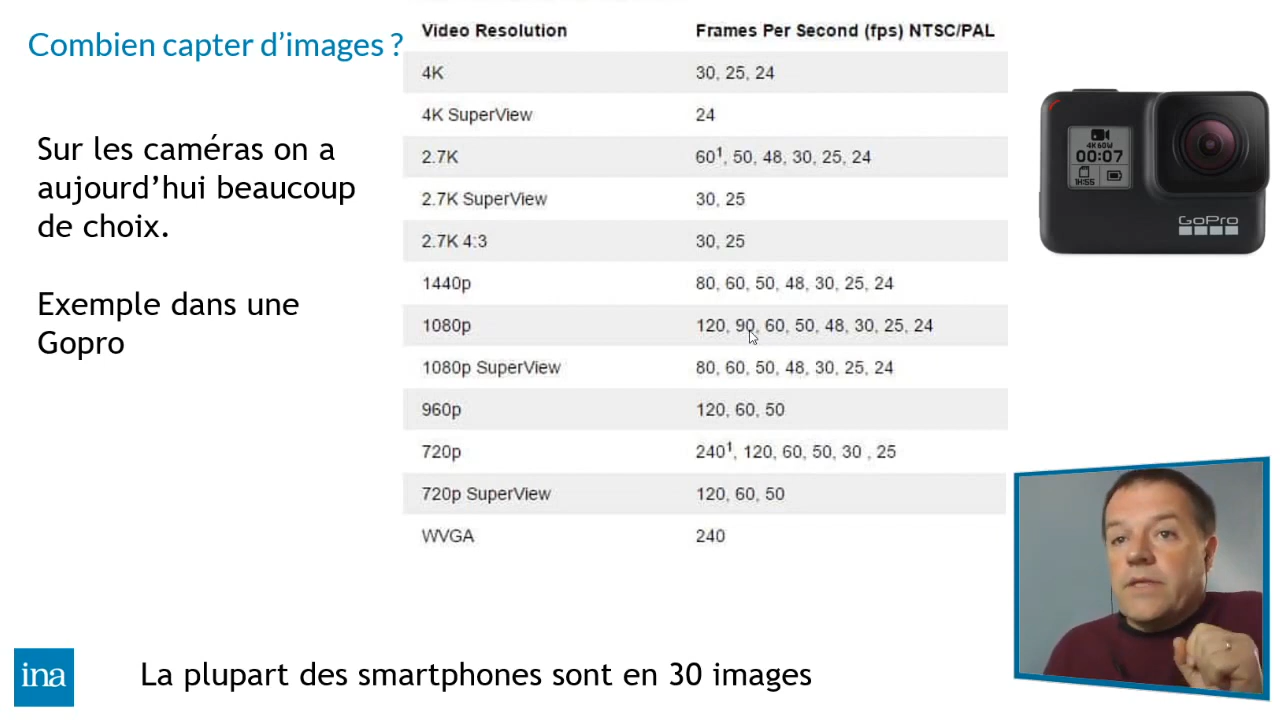 Combien capter d’images ?
Sur les caméras on a
aujourd’hui beaucoup
de choix.
Exemple dans une
Gopro
Video Resolution Frames Per Second (fps) NTSC/PAL
4K 30, 25, 24
4K SuperView 24
2.7K 60¹, 50, 48, 30, 25, 24
2.7K SuperView 30, 25
2.7K 4:3 30, 25
1440p 80, 60, 50, 48, 30, 25, 24
1080p 120, 90, 60, 50, 48, 30, 25, 24
1080p SuperView 80, 60, 50, 48, 30, 25, 24
960p 120, 60, 50
720p 240¹, 120, 60, 50, 30 , 25
720p SuperView 120, 60, 50
WVGA 240
4K60W
00:07
1H:55
GoPro
ina
La plupart des smartphones sont en 30 images